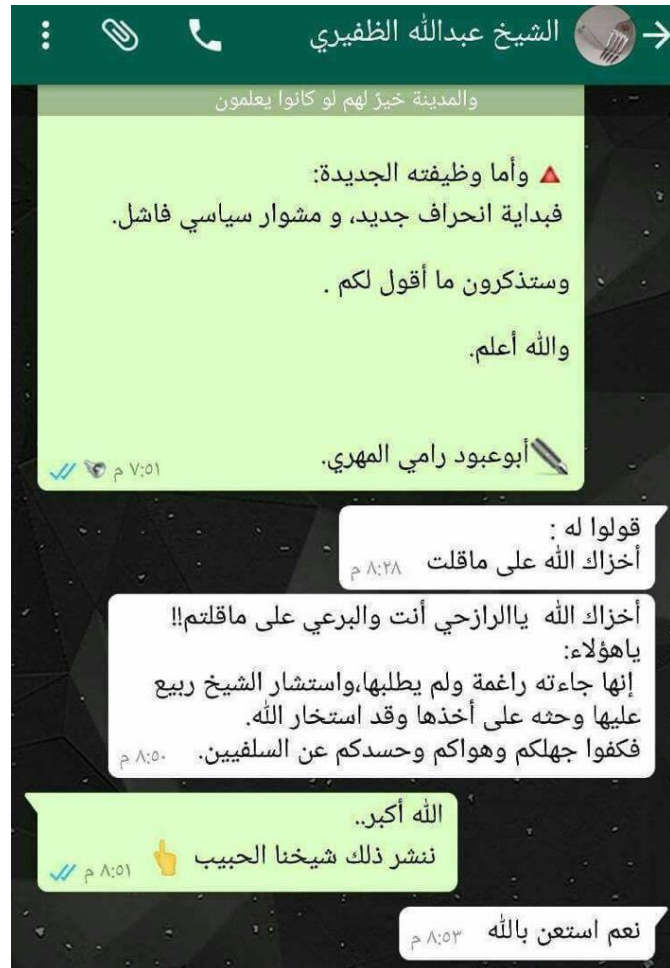 الشيخ عبدالله الظفيري
والمدينة خيرٌ لهم لو كانوا يعلمون
🔺 وأما وظيفته الجديدة:
فبداية انحراف جديد، و مشوار سياسي فاشل.
وستذكرون ما أقول لكم .
والله أعلم.
✒️أبوعبود رامي المهري.
٧:٥١ م
قولوا له :
أخزاك الله على ماقلت
٨:٢٨ م
أخزاك الله ياالرازحي أنت والبرعي على ماقلتم!!
ياهؤلاء:
إنها جاءته راغمة ولم يطلبها،واستشار الشيخ ربيع
عليها وحثه على أخذها وقد استخار الله.
فكفوا جهلكم وهواكم وحسدكم عن السلفيين.
٨:٥٠ م
الله أكبر..
ننشر ذلك شيخنا الحبيب 👆
٨:٥١ م
نعم استعن بالله
٨:٥٣ م